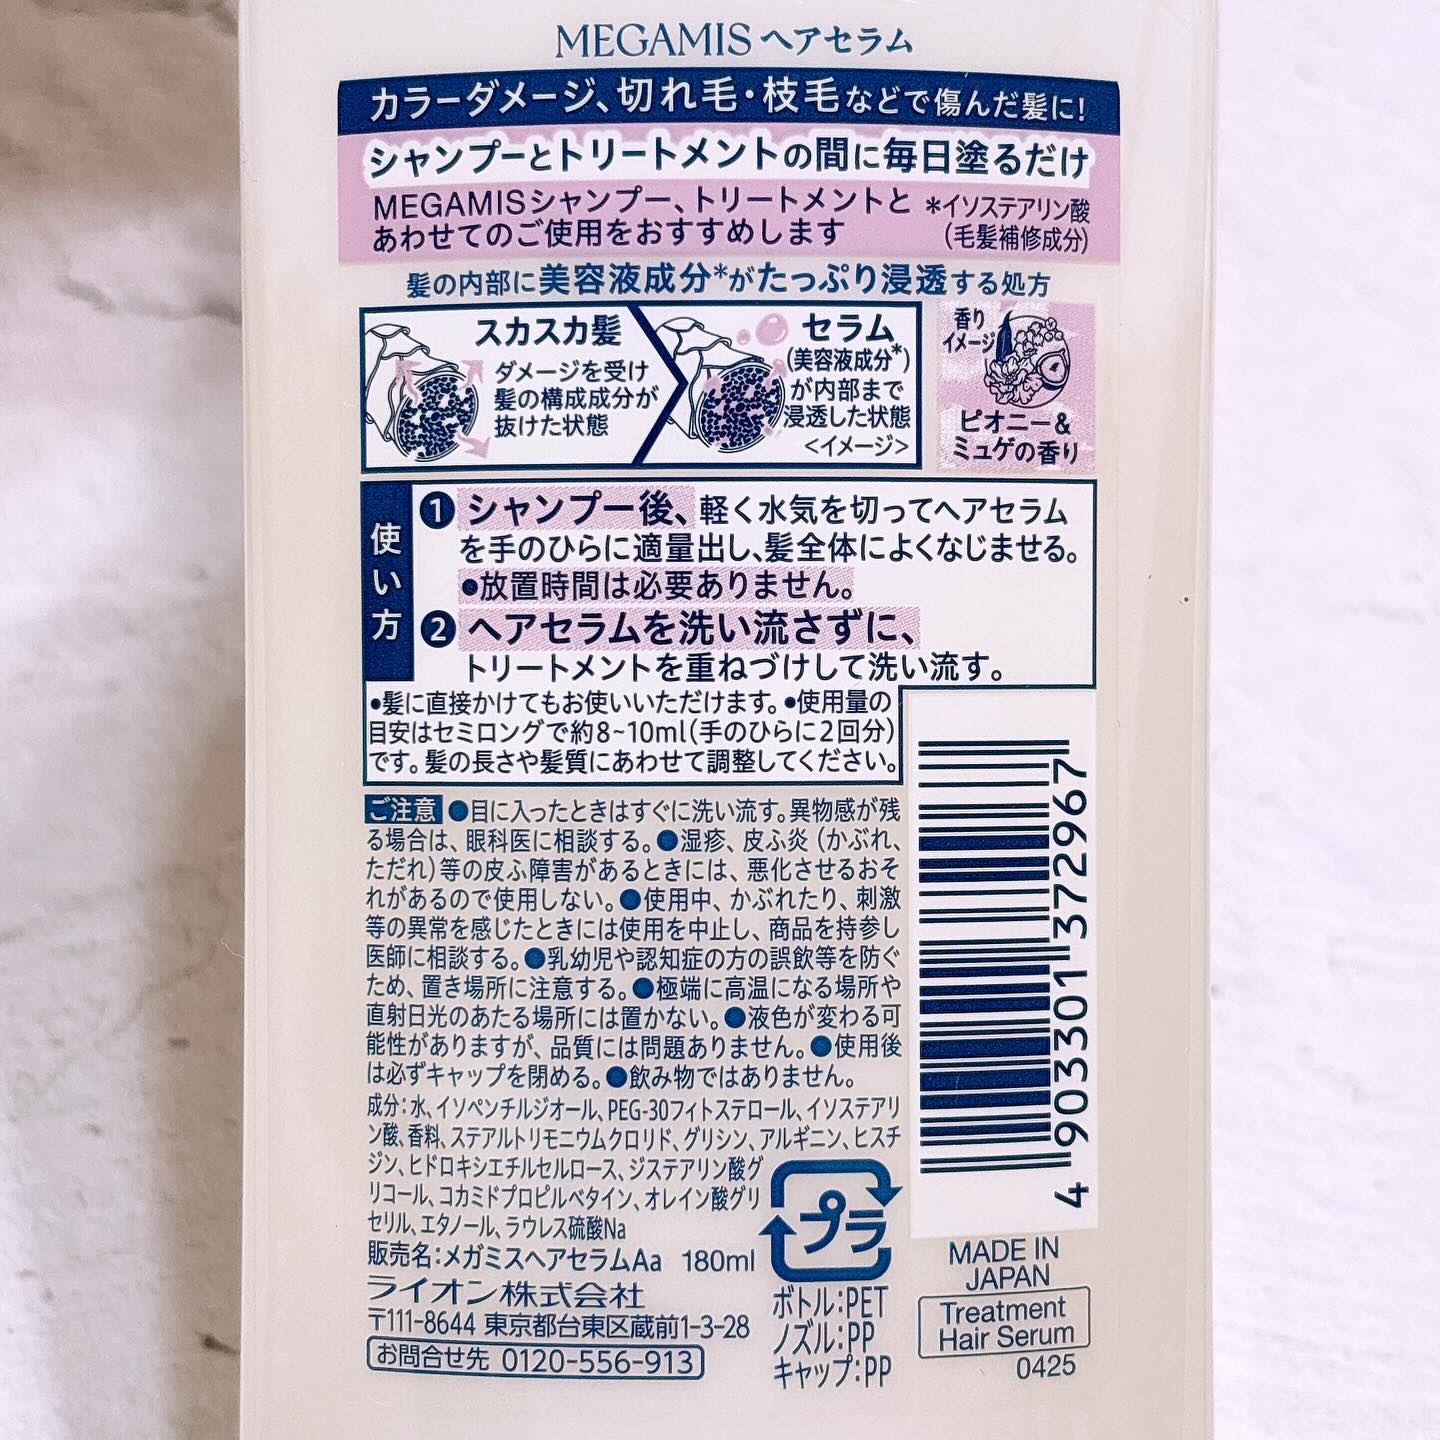 MEGAMIS ヘアセラム
カラーダメージ、切れ毛・枝毛などで傷んだ髪に!
シャンプーとトリートメントの間に毎日塗るだけ
MEGAMISシャンプー、トリートメントと
あわせてのご使用をおすすめします
*イソステアリン酸
(毛髪補修成分)
髪の内部に美容液成分*がたっぷり浸透する処方
スカスカ髪
ダメージを受け
髪の構成成分が
抜けた状態
セラム
(美容液成分*)
が内部まで
浸透した状態
<イメージ>
香り
イメージ
ピオニー&
ミュゲの香り
使い方
❶シャンプー後、軽く水気を切ってヘアセラム
を手のひらに適量出し、髪全体によくなじませる。
●放置時間は必要ありません。
❷ヘアセラムを洗い流さずに、
トリートメントを重ねづけして洗い流す。
●髪に直接かけてもお使いいただけます。●使用量の
目安はセミロングで約8~10ml(手のひらに2回分)
です。髪の長さや髪質にあわせて調整してください。
ご注意 ●目に入ったときはすぐに洗い流す。異物感が残
る場合は、眼科医に相談する。●湿疹、皮ふ炎(かぶれ、
ただれ)等の皮ふ障害があるときには、悪化させるおそ
れがあるので使用しない。●使用中、かぶれたり、刺激
等の異常を感じたときには使用を中止し、商品を持参し
医師に相談する。●乳幼児や認知症の方の誤飲等を防ぐ
ため、置き場所に注意する。●極端に高温になる場所や
直射日光のあたる場所には置かない。●液色が変わる可
能性がありますが、品質には問題ありません。●使用後
は必ずキャップを閉める。●飲み物ではありません。
成分:水、イソペンチルジオール、PEG-30フィトステロール、イソステアリ
ン酸、香料、ステアルトリモニウムクロリド、グリシン、アルギニン、ヒスチ
ジン、ヒドロキシエチルセルロース、ジステアリン酸グ
リコール、コカミドプロピルベタイン、オレイン酸グリ
セリル、エタノール、ラウレス硫酸Na
販売名:メガミスヘアセラムAa 180ml
ライオン株式会社
〒111-8644 東京都台東区蔵前1-3-28
お問合せ先 0120-556-913
プラ
ボトル:PET
ノズル:PP
キャップ:PP
4 903301 372967
MADE IN
JAPAN
Treatment
Hair Serum
0425